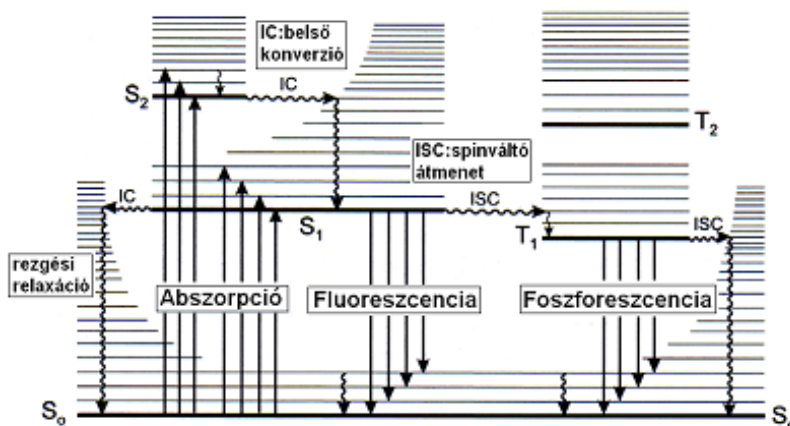 IC:belső
konverzió
IC
S₂
T₂
ISC:spinváltó
átmenet
IC
ISC
S₁
T₁
ISC
rezgési
relaxáció
Abszorpció
Fluoreszcencia
Foszforeszcencia
S₀